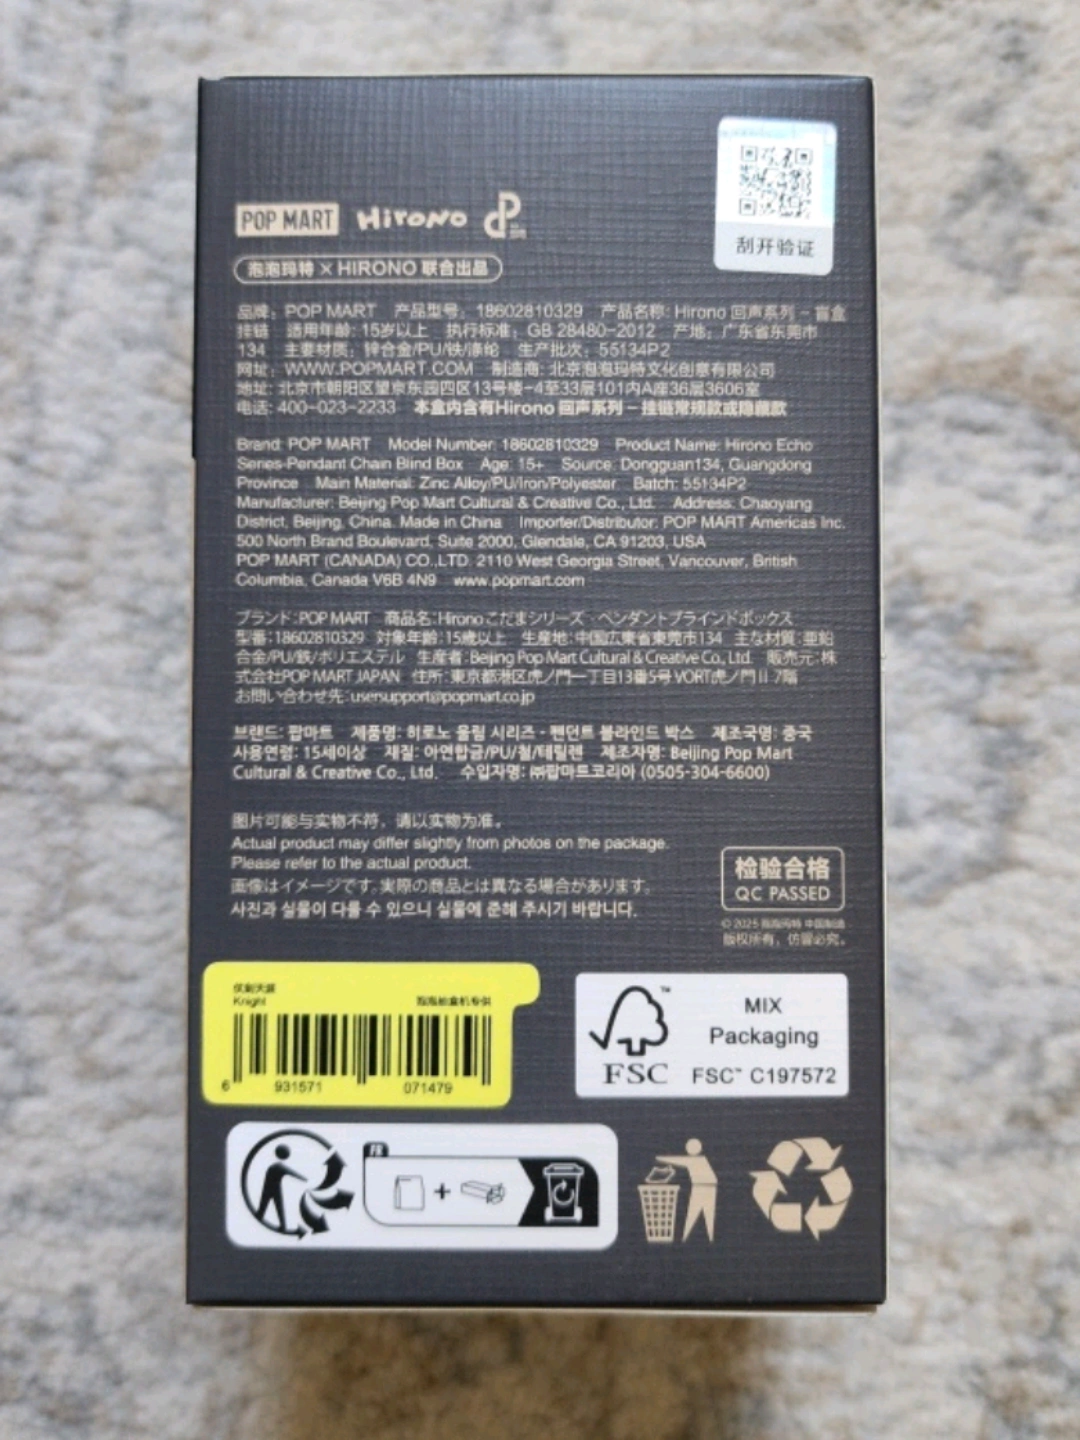 POP MART HIRONO
刮开验证
泡泡玛特 × HIRONO 联合出品
品牌: POP MART 产品型号: 18602810329 产品名称: Hirono 回声系列 – 盲盒
挂链 适用年龄: 15岁以上 执行标准: GB 28480-2012 产地: 广东省东莞市
134 主要材质: 锌合金/PU/铁/涤纶 生产批次: 55134P2
网址: WWW.POPMART.COM 制造商: 北京泡泡玛特文化创意有限公司
地址: 北京市朝阳区望京东园四区13号楼-4至33层101内A座36层3606室
电话: 400-023-2233 本盒内含有Hirono 回声系列 – 挂链常规款或隐藏款
Brand: POP MART Model Number: 18602810329 Product Name: Hirono Echo
Series-Pendant Chain Blind Box Age: 15+ Source: Dongguan134, Guangdong
Province Main Material: Zinc Alloy/PU/Iron/Polyester Batch: 55134P2
Manufacturer: Beijing Pop Mart Cultural & Creative Co., Ltd. Address: Chaoyang
District, Beijing, China. Made in China Importer/Distributor: POP MART Americas Inc.
500 North Brand Boulevard, Suite 2000, Glendale, CA 91203, USA
POP MART (CANADA) CO.,LTD. 2110 West Georgia Street, Vancouver, British
Columbia, Canada V6B 4N9 www.popmart.com
ブランド: POP MART 商品名: Hirono こだまシリーズ ペンダントブラインドボックス
型番: 18602810329 対象年齢: 15歳以上 生産地: 中国広東省東莞市134 主な材質: 亜鉛
合金/PU/鉄/ポリエステル 生産者: Beijing Pop Mart Cultural & Creative Co., Ltd. 販売元: 株
式会社POP MART JAPAN 住所: 東京都港区虎ノ門一丁目13番5号 VORT虎ノ門II 7階
お問い合わせ先: usersupport@popmart.co.jp
브랜드: 팝마트 제품명: 히로노 울림 시리즈 - 펜던트 블라인드 박스 제조국명: 중국
사용연령: 15세이상 재질: 아연합금/PU/철/테릴렌 제조자명: Beijing Pop Mart
Cultural & Creative Co., Ltd. 수입자명: ㈜팝마트코리아 (0505-304-6600)
图片可能与实物不符，请以实物为准。
Actual product may differ slightly from photos on the package.
Please refer to the actual product.
画像はイメージです。実際の商品とは異なる場合があります。
사진과 실물이 다를 수 있으니 실물에 준해 주시기 바랍니다.
检验合格
QC PASSED
© 2025 泡泡玛特 中国制造
版权所有，仿冒必究。
Knight 泡泡抽盒机专供
6 931571 071479
FSC™
MIX
Packaging
FSC™ C197572
FR